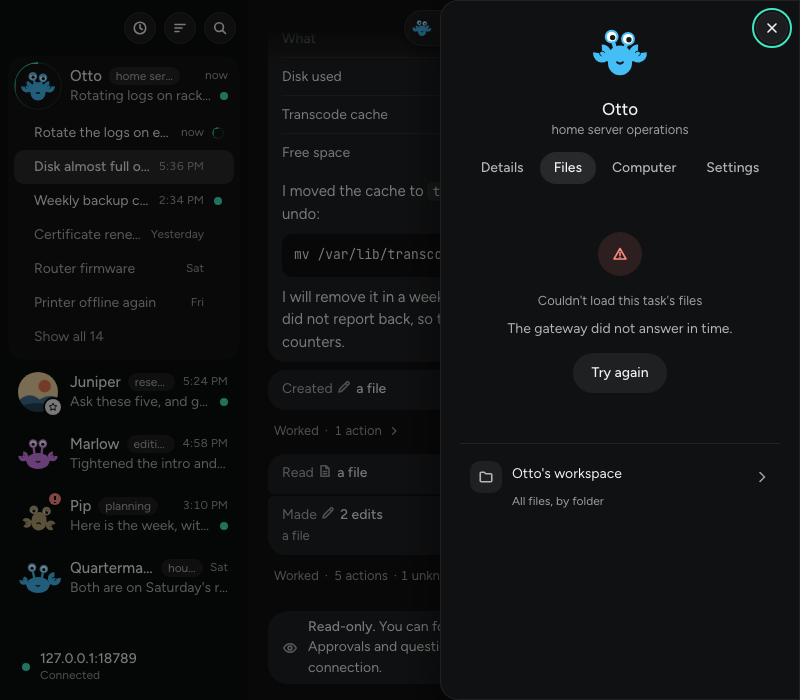 Otto home ser... now
Rotating logs on rack...
Rotate the logs on e... now
Disk almost full o... 5:36 PM
Weekly backup c... 2:34 PM
Certificate rene... Yesterday
Router firmware Sat
Printer offline again Fri
Show all 14
Juniper rese... 5:24 PM
Ask these five, and g...
Marlow editi... 4:58 PM
Tightened the intro and...
Pip planning 3:10 PM
Here is the week, wit...
Quarterma... hou... Sat
Both are on Saturday's r...
127.0.0.1:18789
Connected
What
Disk used
Transcode cache
Free space
I moved the cache to
undo:
mv /var/lib/transco
I will remove it in a week
did not report back, so
counters.
Created a file
Worked · 1 action
Read a file
Made 2 edits
a file
Worked · 5 actions · 1 unkn
Read-only. You can fo
Approvals and questi
connection.
Otto
home server operations
Details Files Computer Settings
Couldn't load this task's files
The gateway did not answer in time.
Try again
Otto's workspace
All files, by folder